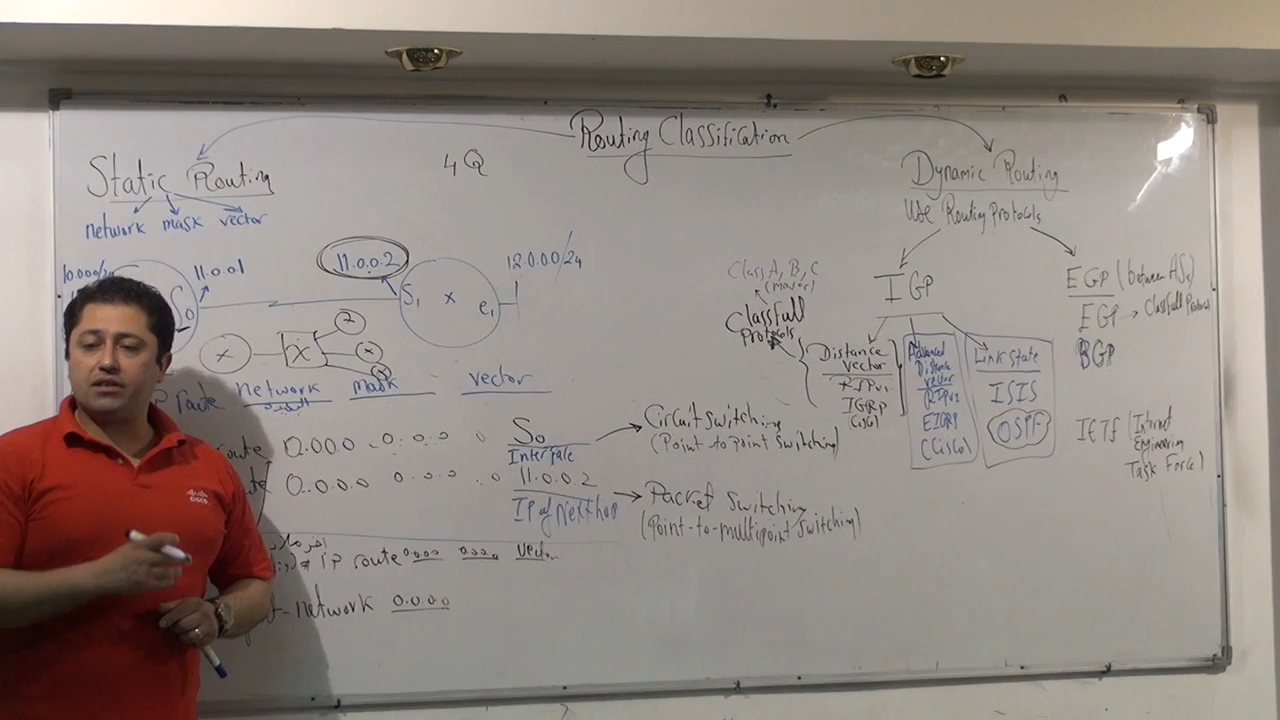 Routing Classification
Static Routing
4Q
network mask vector
10.0.0.0/24
11.0.0.1
11.0.0.2
12.0.0.0/24
S0
S1 x e1
x
x
x
x
x
route network mask vector
route 0.0.0.0 0.0.0.0 S0
Interface
0.0.0.0 0.0.0.0 11.0.0.2
IP of Next hop
Circuit Switching
(Point-to-Point Switching)
Packet Switching
(Point-to-multipoint Switching)
IP route 0.0.0.0 0.0.0.0 Vector
-network 0.0.0.0
Dynamic Routing
Use Routing Protocols
IGP
Class A, B, C
(major)
Classfull
Protocols
Distance
vector
RIPv1
IGRP
(Cisco)
Advanced
Distance
vector
RIPv2
EIGRP
(Cisco)
Link State
ISIS
OSPF
EGP (between ASs)
EGP → Classfull Protocol
BGP
IETF (Internet
Engineering
Task Force)
CISCO